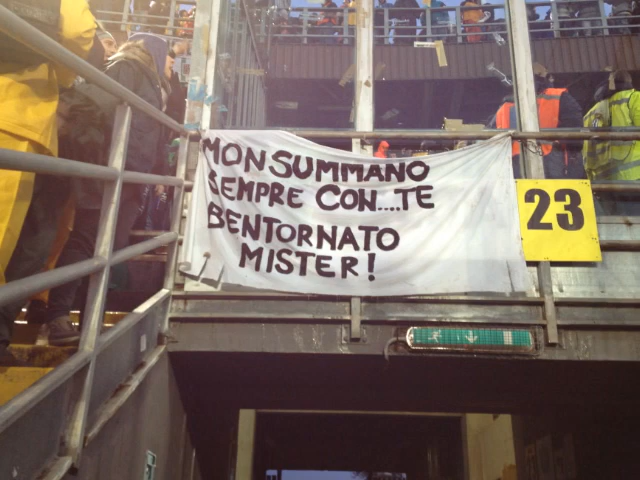 MONSUMMANO
SEMPRE CON....TE
BENTORNATO
MISTER!
23